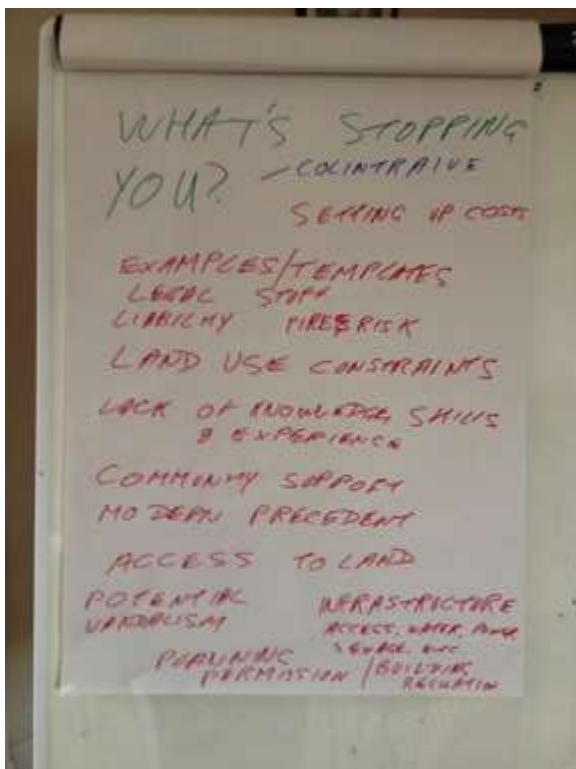 WHAT'S STOPPING
YOU? - COLINTRAIVE
SETTING UP COSTS
EXAMPLES/TEMPLATES
LEGAL STUFF
LIABILITY FIRES RISK
LAND USE CONSTRAINTS
LACK OF KNOWLEDGE, SKILLS
& EXPERIENCE
COMMUNITY SUPPORT
MODERN PRECEDENT
ACCESS TO LAND
POTENTIAL
VANDALISM
INFRASTRUCTURE
ACCESS, WATER, POWER,
SEWAGE, ETC
PLANNING
PERMISSION / BUILDING